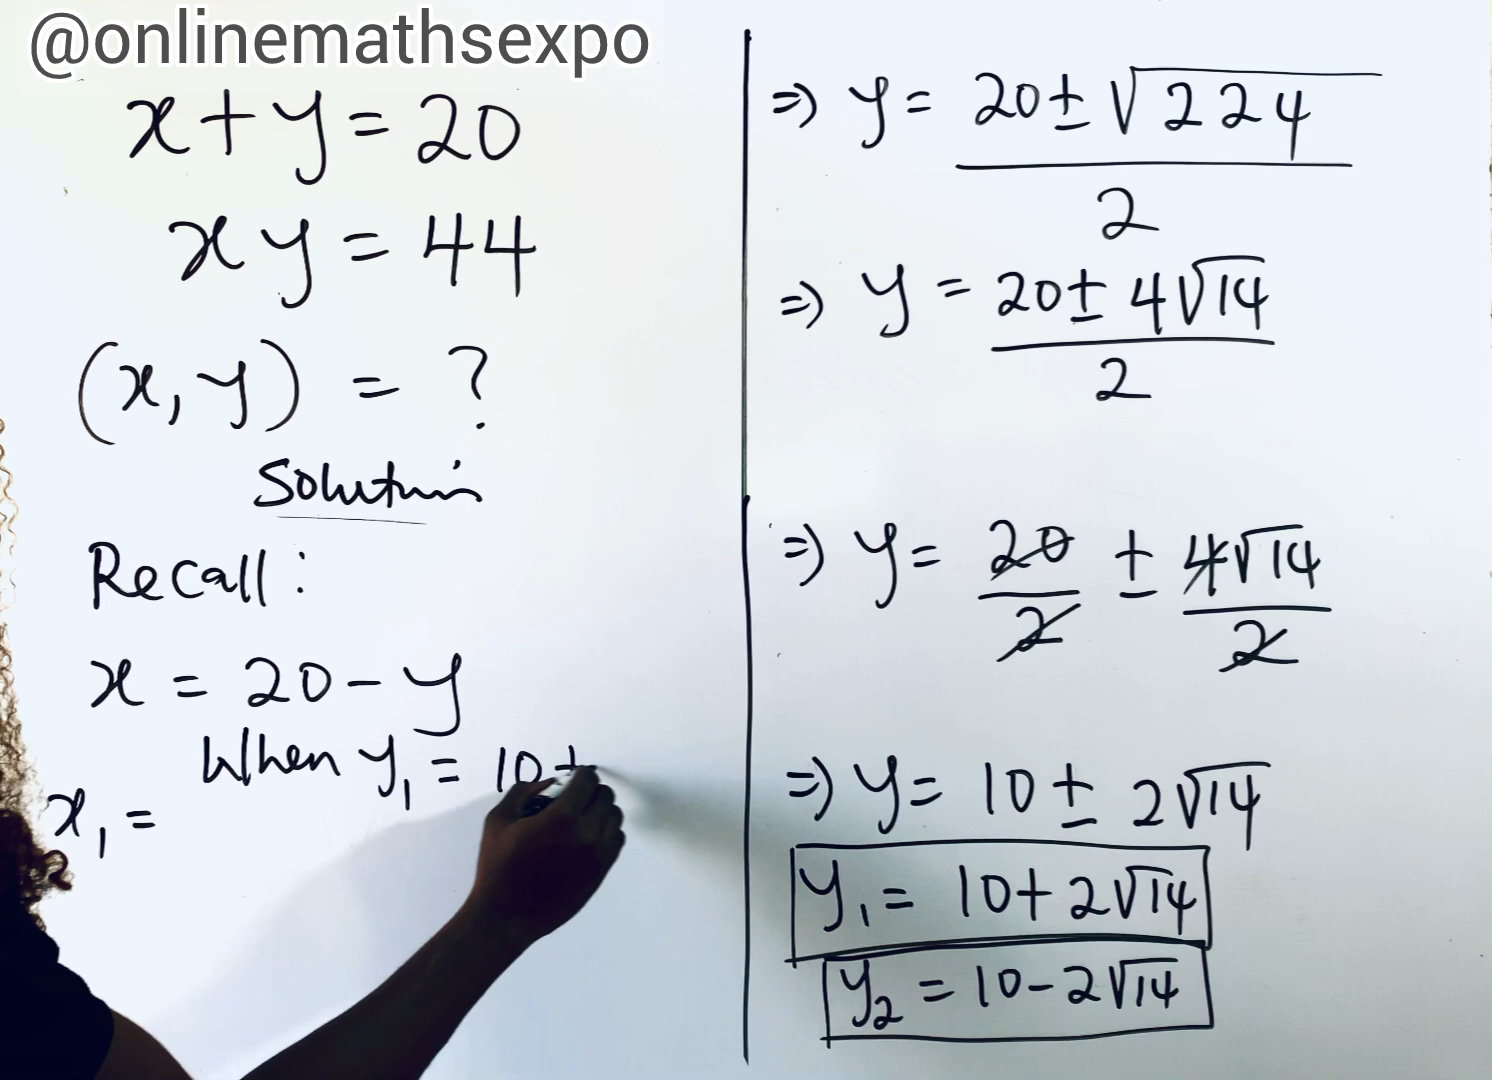 @onlinemathsexpo
x+y=20
xy=44
(x,y) = ?
Solution
Recall:
x = 20-y
When y₁ = 10+
x₁ =
=> y = (20±√224)/2
=> y = (20±4√14)/2
=> y = 20/2 ± 4√14/2
=> y = 10 ± 2√14
y₁ = 10+2√14
y₂ = 10-2√14